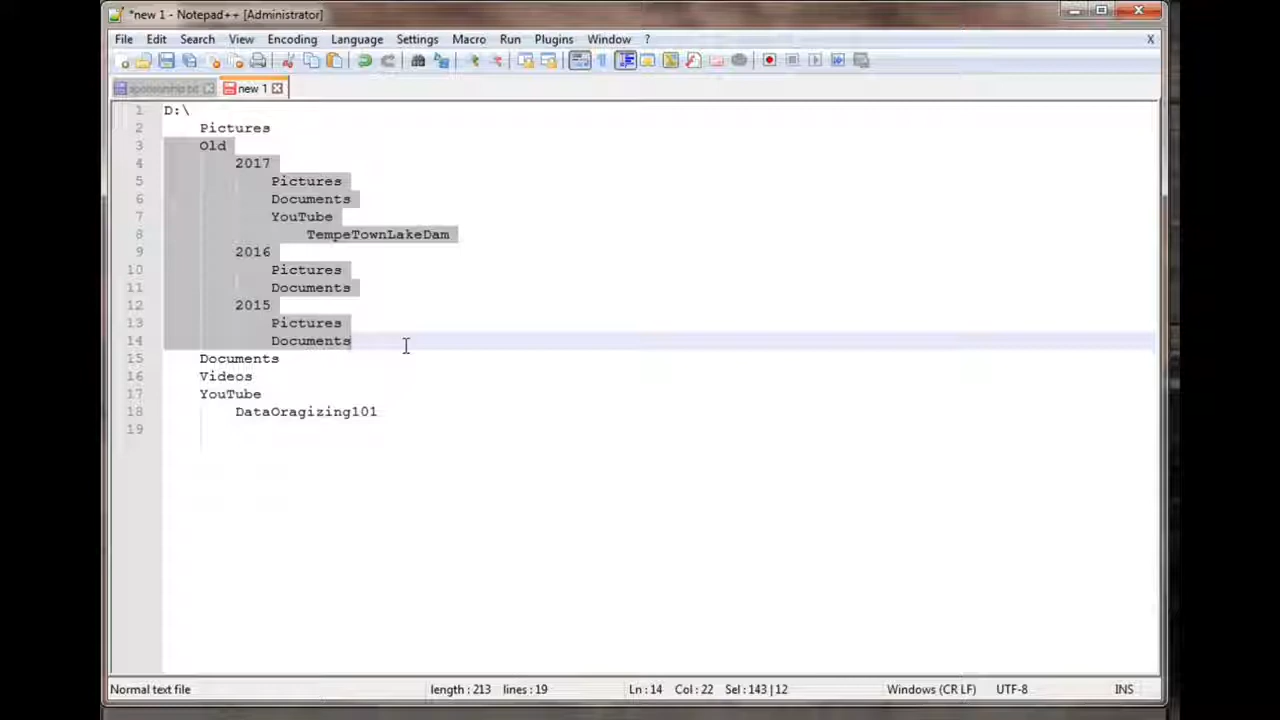 *new 1 - Notepad++ [Administrator]
File Edit Search View Encoding Language Settings Macro Run Plugins Window ? X
sponsorship.txt new 1
1 D:\
2 Pictures
3 Old
4 2017
5 Pictures
6 Documents
7 YouTube
8 TempeTownLakeDam
9 2016
10 Pictures
11 Documents
12 2015
13 Pictures
14 Documents
15 Documents
16 Videos
17 YouTube
18 DataOragizing101
19
Normal text file length : 213 lines : 19 Ln : 14 Col : 22 Sel : 143 | 12 Windows (CR LF) UTF-8 INS